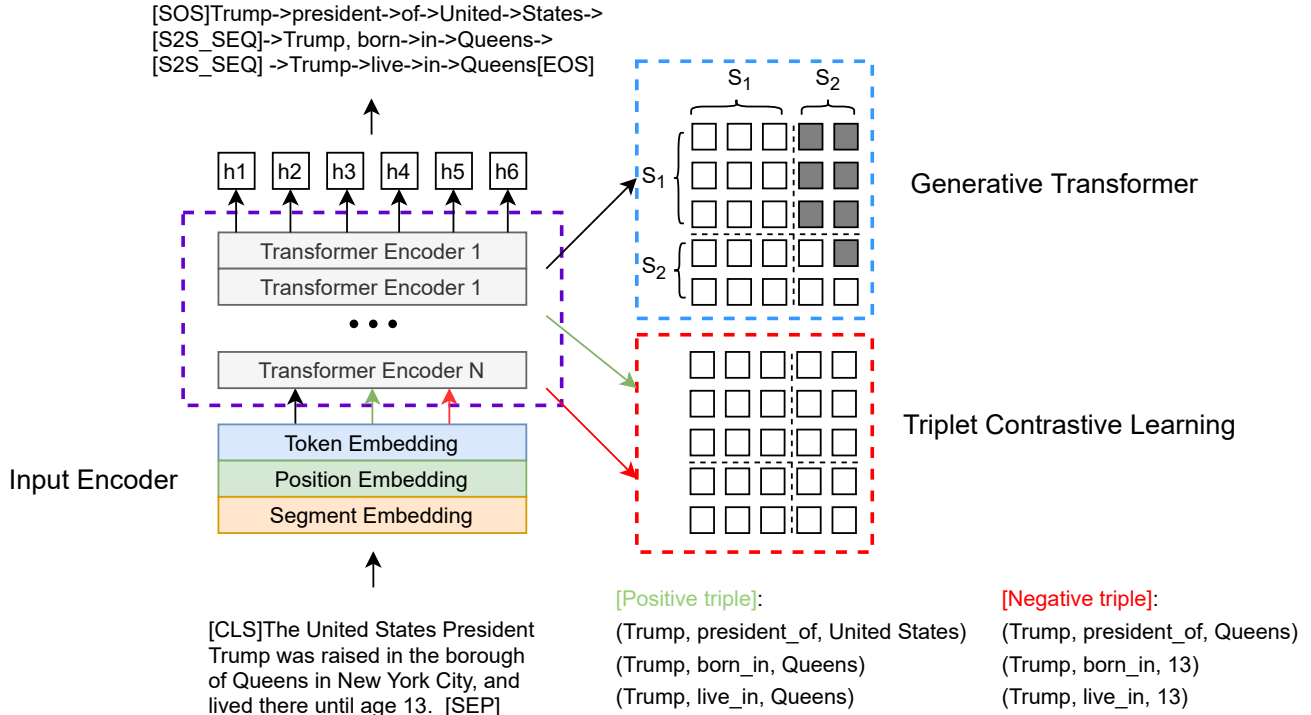 [SOS]Trump->president->of->United->States->
[S2S_SEQ]->Trump, born->in->Queens->
[S2S_SEQ] ->Trump->live->in->Queens[EOS]
h1 h2 h3 h4 h5 h6
Transformer Encoder 1
Transformer Encoder 1
Transformer Encoder N
Token Embedding
Position Embedding
Segment Embedding
Input Encoder
[CLS]The United States President
Trump was raised in the borough
of Queens in New York City, and
lived there until age 13. [SEP]
S1 S2
S1
S2
Generative Transformer
Triplet Contrastive Learning
[Positive triple]:
(Trump, president_of, United States)
(Trump, born_in, Queens)
(Trump, live_in, Queens)
[Negative triple]:
(Trump, president_of, Queens)
(Trump, born_in, 13)
(Trump, live_in, 13)